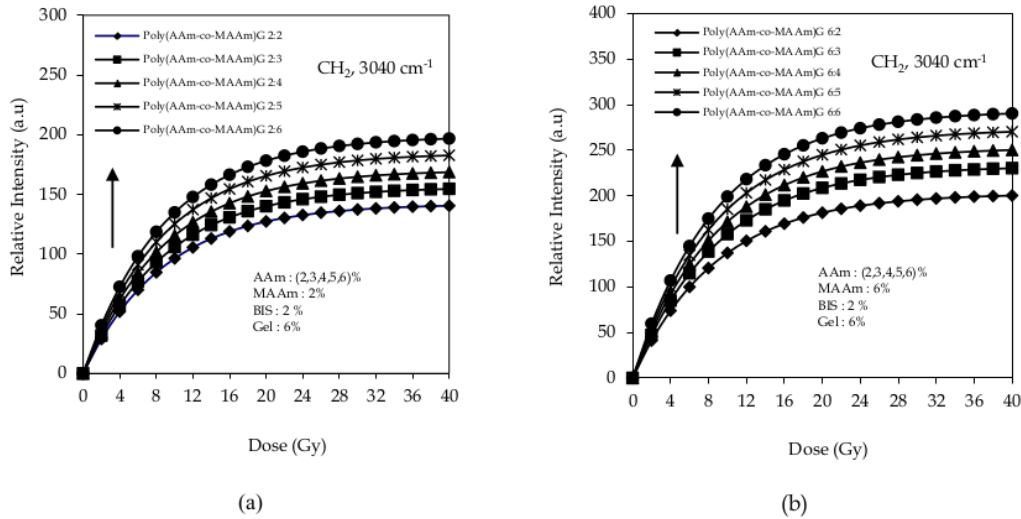 (a)
300
250
200
150
100
50
0
Relative Intensity (a.u)
Poly(AAm-co-MAAm)G 2:2
Poly(AAm-co-MAAm)G 2:3
Poly(AAm-co-MAAm)G 2:4
Poly(AAm-co-MAAm)G 2:5
Poly(AAm-co-MAAm)G 2:6
CH₂, 3040 cm⁻¹
AAm : (2,3,4,5,6)%
MAAm : 2%
BIS : 2 %
Gel : 6%
0 4 8 12 16 20 24 28 32 36 40
Dose (Gy)
(a)
(b)
400
350
300
250
200
150
100
50
0
Relative Intensity (a.u)
Poly(AAm-co-MAAm)G 6:2
Poly(AAm-co-MAAm)G 6:3
Poly(AAm-co-MAAm)G 6:4
Poly(AAm-co-MAAm)G 6:5
Poly(AAm-co-MAAm)G 6:6
CH₂, 3040 cm⁻¹
AAm : (2,3,4,5,6)%
MAAm : 6%
BIS : 2 %
Gel : 6%
0 4 8 12 16 20 24 28 32 36 40
Dose (Gy)
(b)